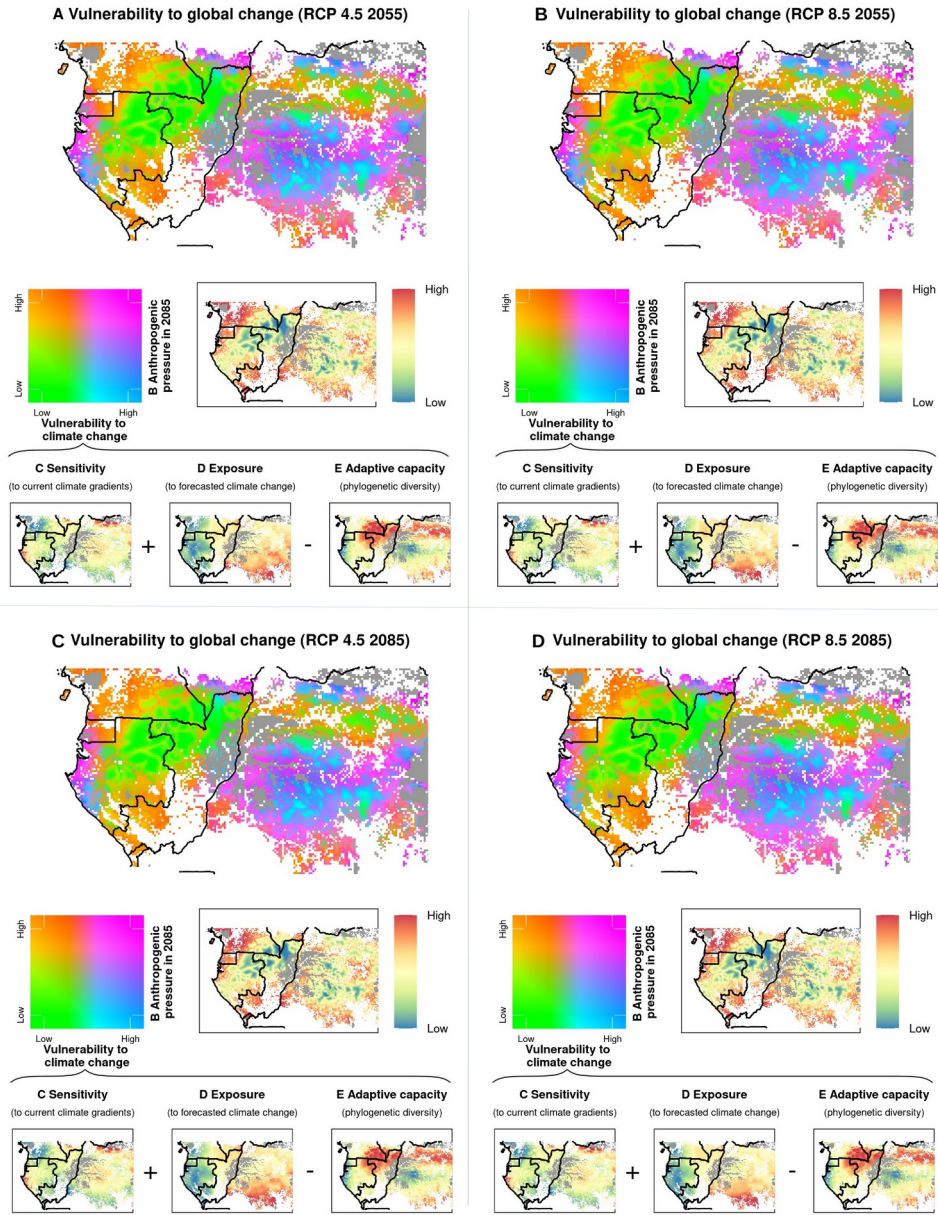 A Vulnerability to global change (RCP 4.5 2055)
High
Low
Low
High
B Anthropogenic
pressure in 2085
High
Low
Vulnerability to
climate change
C Sensitivity
(to current climate gradients)
+
D Exposure
(to forecasted climate change)
-
E Adaptive capacity
(phylogenetic diversity)
B Vulnerability to global change (RCP 8.5 2055)
High
Low
Low
High
B Anthropogenic
pressure in 2085
High
Low
Vulnerability to
climate change
C Sensitivity
(to current climate gradients)
+
D Exposure
(to forecasted climate change)
-
E Adaptive capacity
(phylogenetic diversity)
C Vulnerability to global change (RCP 4.5 2085)
High
Low
Low
High
B Anthropogenic
pressure in 2085
High
Low
Vulnerability to
climate change
C Sensitivity
(to current climate gradients)
+
D Exposure
(to forecasted climate change)
-
E Adaptive capacity
(phylogenetic diversity)
D Vulnerability to global change (RCP 8.5 2085)
High
Low
Low
High
B Anthropogenic
pressure in 2085
High
Low
Vulnerability to
climate change
C Sensitivity
(to current climate gradients)
+
D Exposure
(to forecasted climate change)
-
E Adaptive capacity
(phylogenetic diversity)